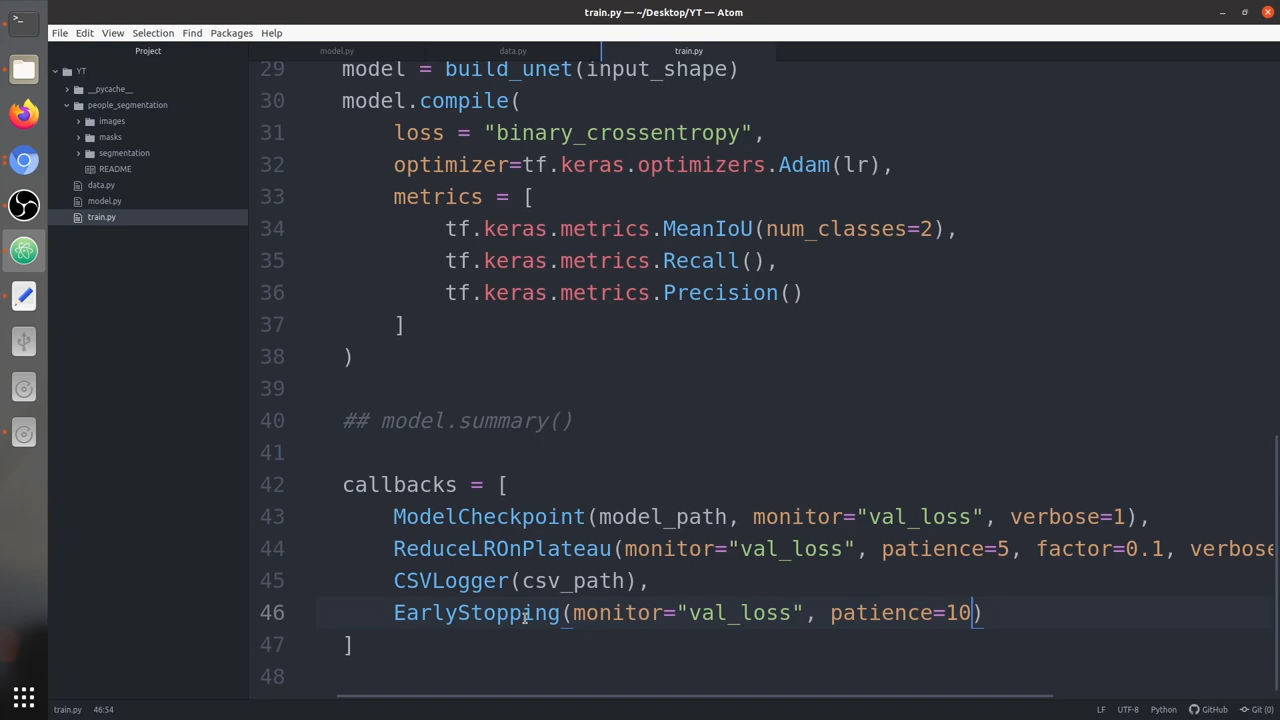 train.py — ~/Desktop/YT — Atom
File Edit View Selection Find Packages Help
Project
model.py
data.py
train.py
YT
__pycache__
people_segmentation
images
masks
segmentation
README
data.py
model.py
train.py
29 model = build_unet(input_shape)
30 model.compile(
31 loss = "binary_crossentropy",
32 optimizer=tf.keras.optimizers.Adam(lr),
33 metrics = [
34 tf.keras.metrics.MeanIoU(num_classes=2),
35 tf.keras.metrics.Recall(),
36 tf.keras.metrics.Precision()
37 ]
38 )
39
40 ## model.summary()
41
42 callbacks = [
43 ModelCheckpoint(model_path, monitor="val_loss", verbose=1),
44 ReduceLROnPlateau(monitor="val_loss", patience=5, factor=0.1, verbose
45 CSVLogger(csv_path),
46 EarlyStopping(monitor="val_loss", patience=10)
47 ]
48
train.py 46:54
LF UTF-8 Python GitHub Git (0)